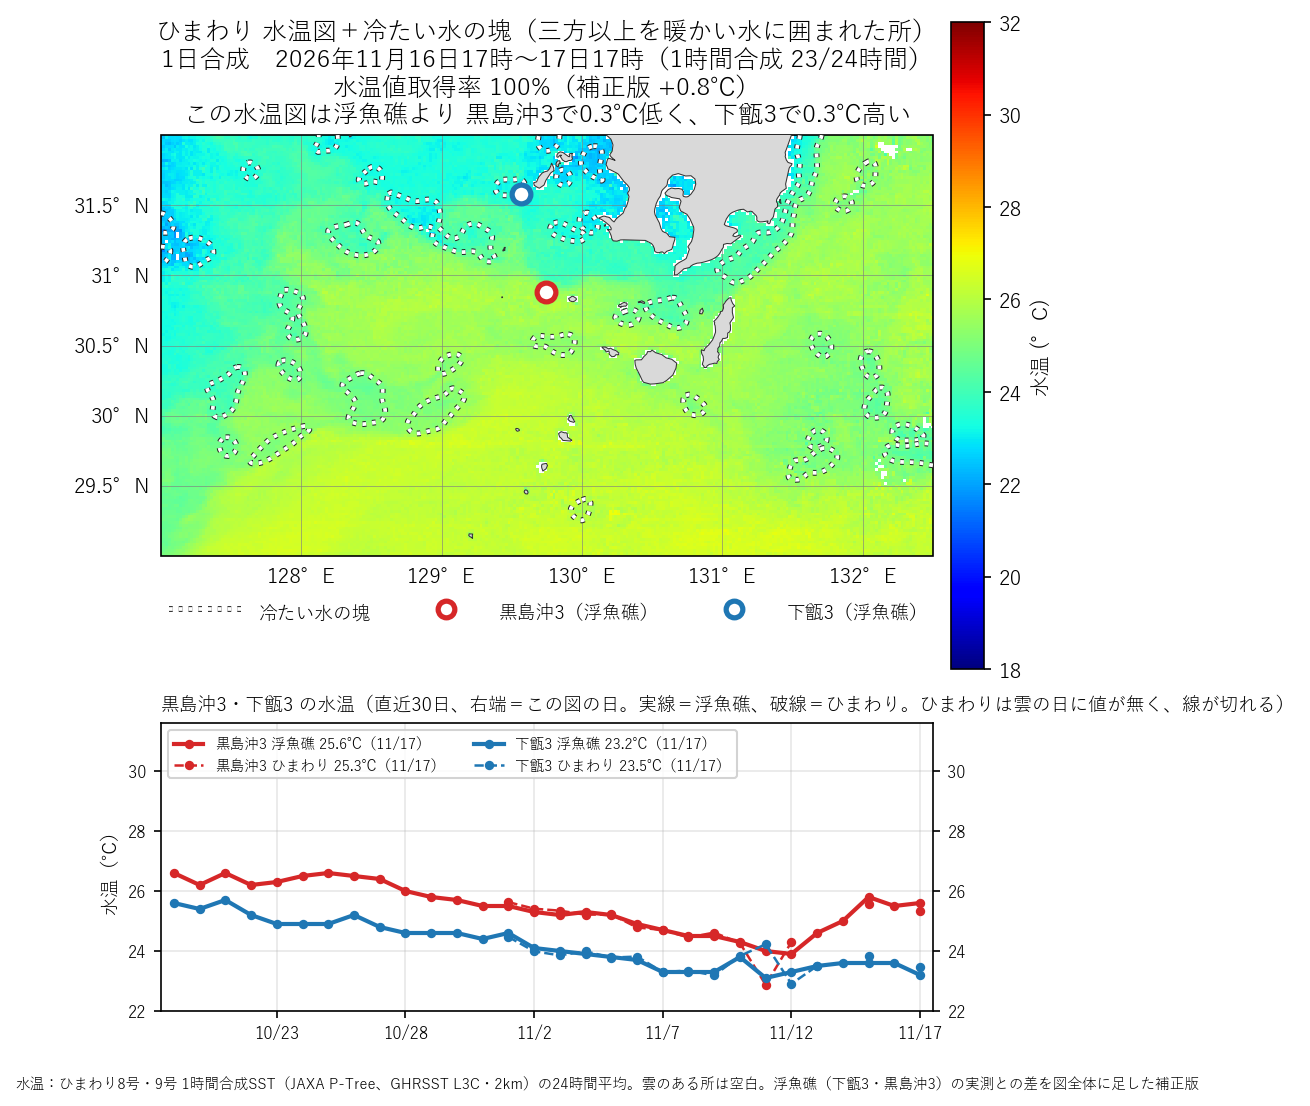 ひまわり 水温図＋冷たい水の塊（三方以上を暖かい水に囲まれた所）
1日合成　2026年11月16日17時～17日17時（1時間合成 23/24時間）
水温値取得率 100%（補正版 +0.8℃）
この水温図は浮魚礁より 黒島沖3で0.3℃低く、下甑3で0.3℃高い
31.5° N
31° N
30.5° N
30° N
29.5° N
128° E
129° E
130° E
131° E
132° E
32
30
28
26
24
22
20
18
水温（° C）
冷たい水の塊
黒島沖3（浮魚礁）
下甑3（浮魚礁）
黒島沖3・下甑3 の水温（直近30日、右端＝この図の日。実線＝浮魚礁、破線＝ひまわり。ひまわりは雲の日に値が無く、線が切れる）
黒島沖3 浮魚礁 25.6℃（11/17）
黒島沖3 ひまわり 25.3℃（11/17）
下甑3 浮魚礁 23.2℃（11/17）
下甑3 ひまわり 23.5℃（11/17）
水温（℃）
30
28
26
24
22
30
28
26
24
22
10/23
10/28
11/2
11/7
11/12
11/17
水温：ひまわり8号・9号 1時間合成SST（JAXA P-Tree、GHRSST L3C・2km）の24時間平均。雲のある所は空白。浮魚礁（下甑3・黒島沖3）の実測との差を図全体に足した補正版